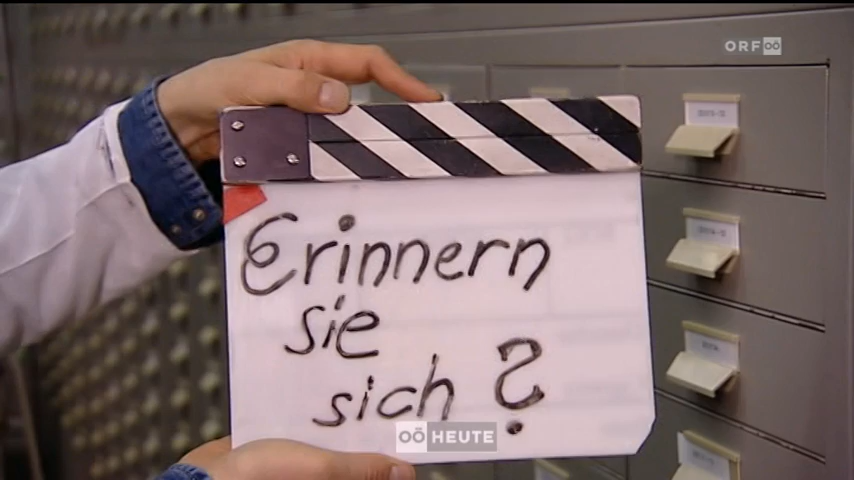 ORF OÖ
Erinnern
sie
sich ?
OÖ HEUTE